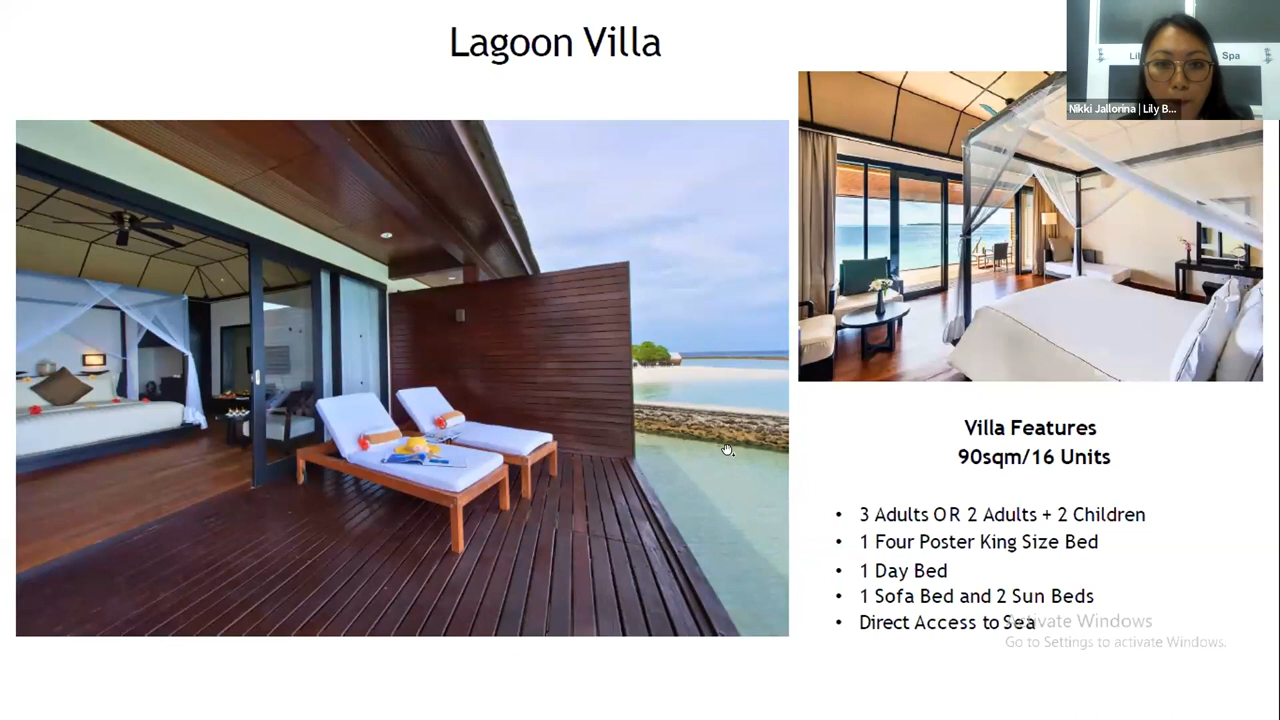 Lagoon Villa
Lil Spa
Nikki Jallorina | Lily B...
Villa Features
90sqm/16 Units
• 3 Adults OR 2 Adults + 2 Children
• 1 Four Poster King Size Bed
• 1 Day Bed
• 1 Sofa Bed and 2 Sun Beds
• Direct Access to Sea
Activate Windows
Go to Settings to activate Windows.